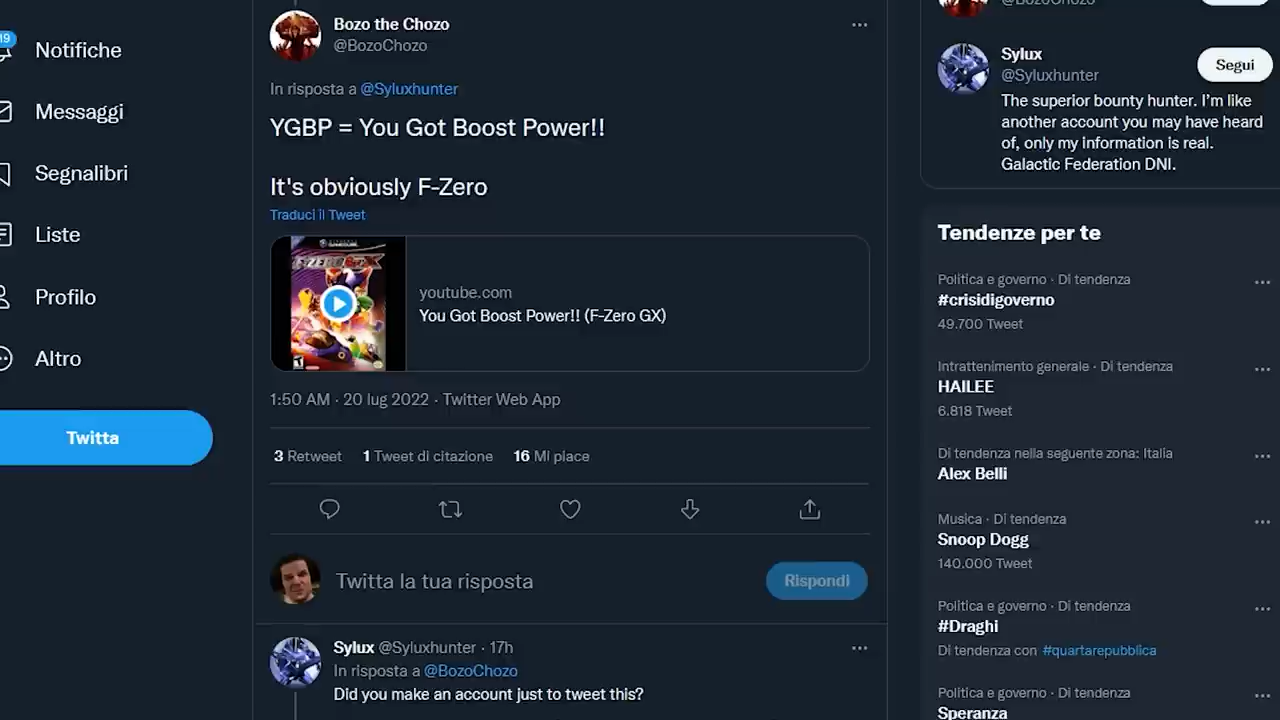 19
Notifiche
Messaggi
Segnalibri
Liste
Profilo
Altro
Twitta
Bozo the Chozo
@BozoChozo
In risposta a @Syluxhunter
YGBP = You Got Boost Power!!
It's obviously F-Zero
Traduci il Tweet
F-ZERO GX
youtube.com
You Got Boost Power!! (F-Zero GX)
1:50 AM · 20 lug 2022 · Twitter Web App
3 Retweet 1 Tweet di citazione 16 Mi piace
Twitta la tua risposta
Rispondi
Sylux @Syluxhunter · 17h
In risposta a @BozoChozo
Did you make an account just to tweet this?
@BozoChozo
Sylux
@Syluxhunter
Segui
The superior bounty hunter. I'm like
another account you may have heard
of, only my information is real.
Galactic Federation DNI.
Tendenze per te
Politica e governo · Di tendenza
#crisidigoverno
49.700 Tweet
Intrattenimento generale · Di tendenza
HAILEE
6.818 Tweet
Di tendenza nella seguente zona: Italia
Alex Belli
Musica · Di tendenza
Snoop Dogg
140.000 Tweet
Politica e governo · Di tendenza
#Draghi
Di tendenza con #quartarepubblica
Politica e governo · Di tendenza
Speranza